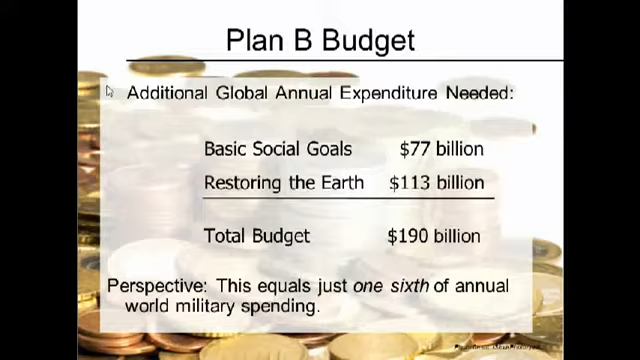 Plan B Budget
Additional Global Annual Expenditure Needed:
Basic Social Goals $77 billion
Restoring the Earth $113 billion
Total Budget $190 billion
Perspective: This equals just one sixth of annual
world military spending.